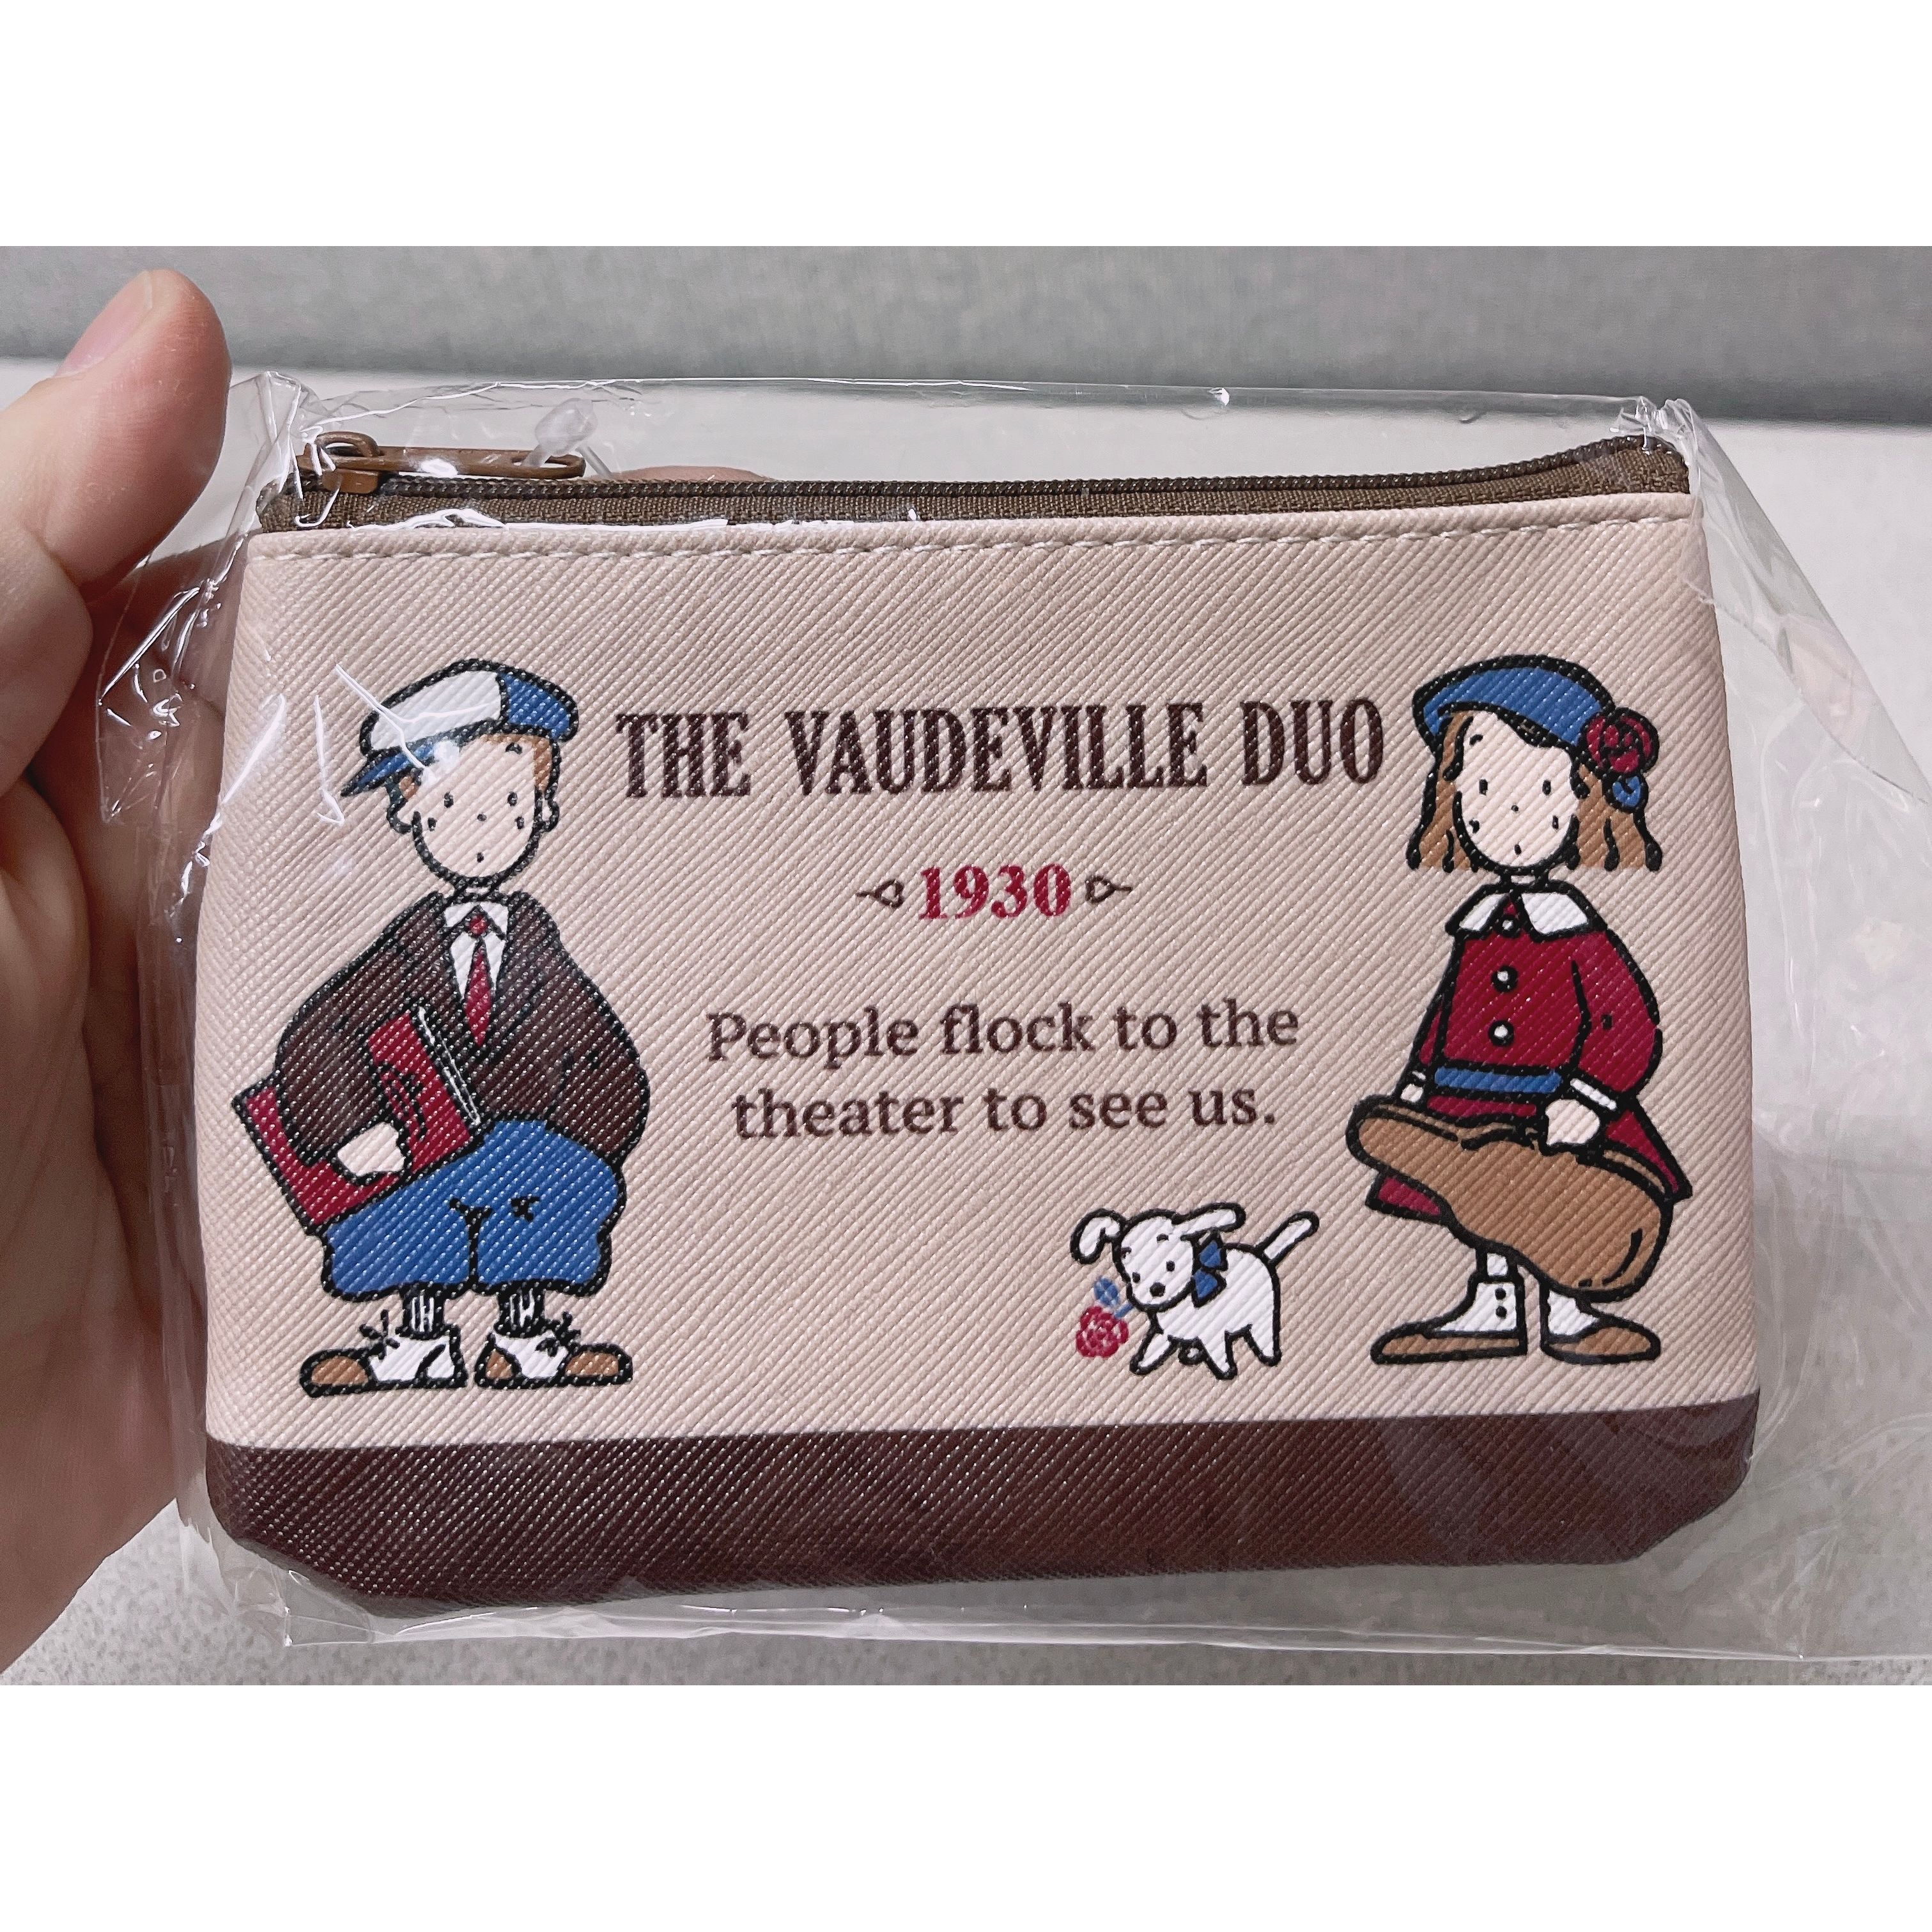 THE VAUDEVILLE DUO
1930
People flock to the
theater to see us.